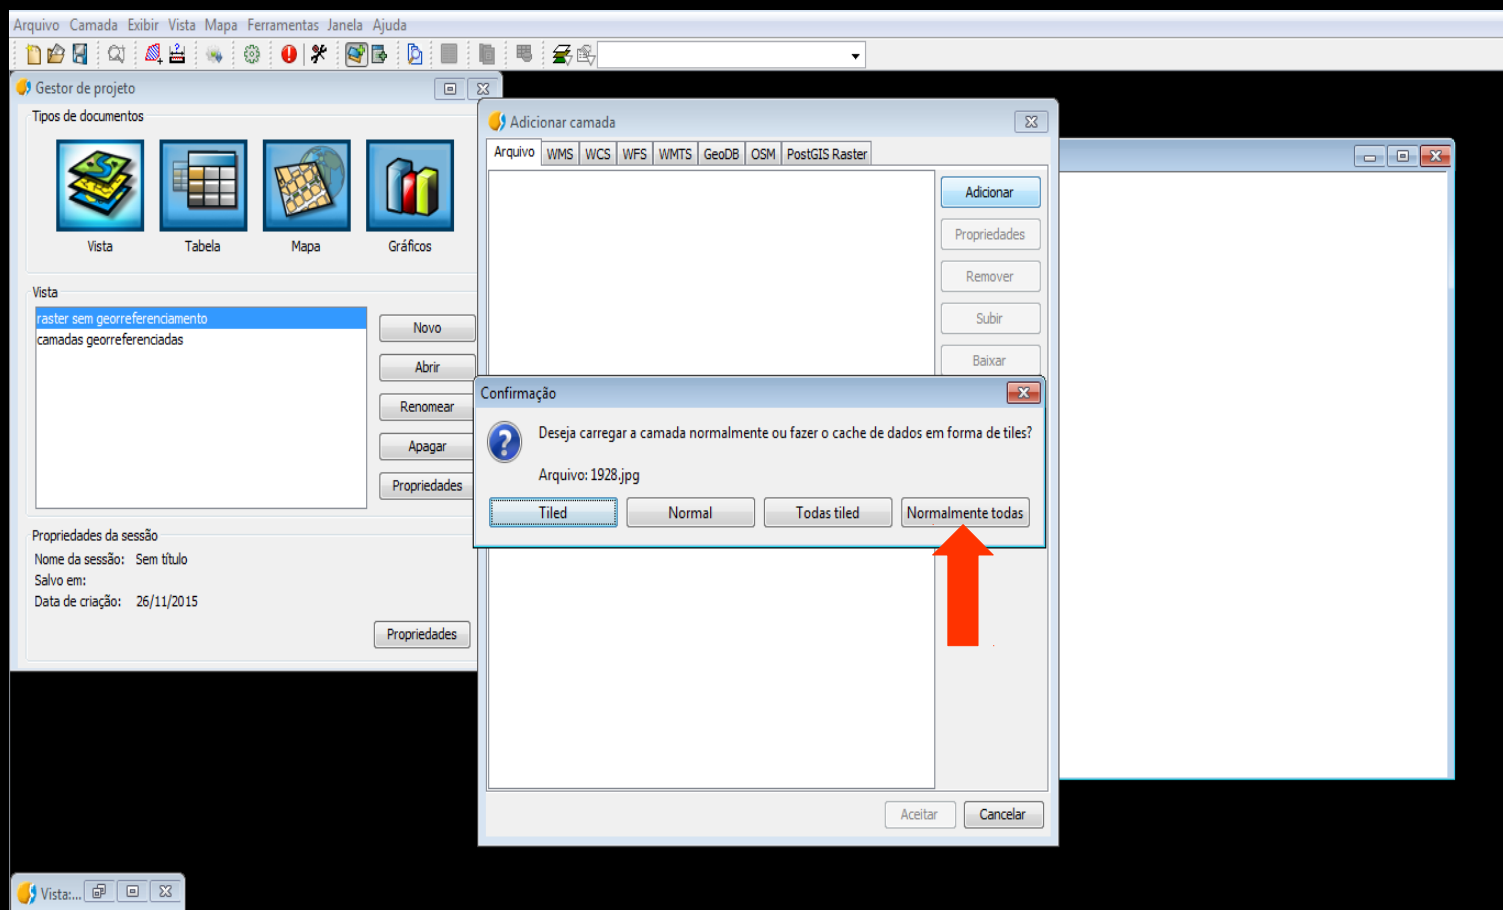 Arquivo Camada Exibir Vista Mapa Ferramentas Janela Ajuda
Gestor de projeto
Tipos de documentos
Vista Tabela Mapa Gráficos
Vista
raster sem georreferenciamento
camadas georreferenciadas
Novo
Abrir
Renomear
Apagar
Propriedades
Propriedades da sessão
Nome da sessão: Sem título
Salvo em:
Data de criação: 26/11/2015
Propriedades
Adicionar camada
Arquivo WMS WCS WFS WMTS GeoDB OSM PostGIS Raster
Adicionar
Propriedades
Remover
Subir
Baixar
Confirmação
Deseja carregar a camada normalmente ou fazer o cache de dados em forma de tiles?
Arquivo: 1928.jpg
Tiled Normal Todas tiled Normalmente todas
Aceitar Cancelar
Vista:...